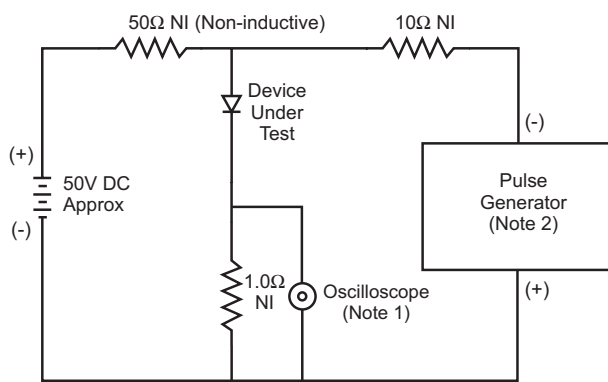 50Ω NI (Non-inductive)
10Ω NI
Device
Under
Test
(-)
(+)
50V DC
Approx
(-)
Pulse
Generator
(Note 2)
1.0Ω
NI
Oscilloscope
(Note 1)
(+)